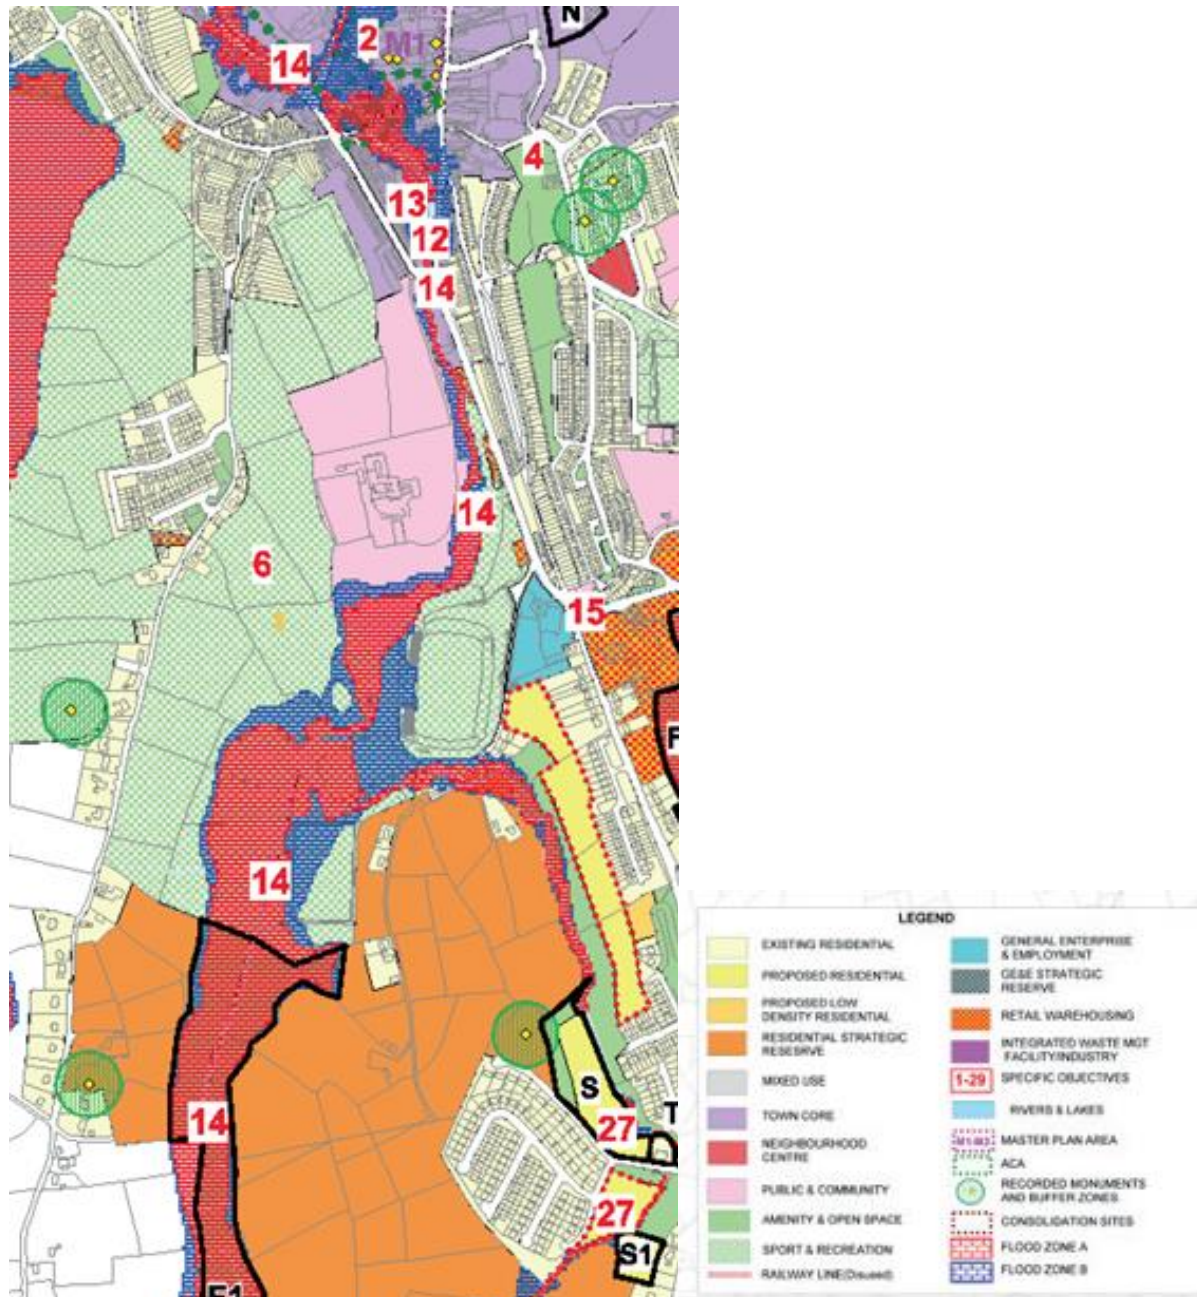 N
2
M1
14
4
13
12
14
14
6
15
F
14
14
S
T
27
27
S1
E1
LEGEND
EXISTING RESIDENTIAL
PROPOSED RESIDENTIAL
PROPOSED LOW
DENSITY RESIDENTIAL
RESIDENTIAL STRATEGIC
RESESRVE
MIXED USE
TOWN CORE
NEIGHBOURHOOD
CENTRE
PUBLIC & COMMUNITY
AMENITY & OPEN SPACE
SPORT & RECREATION
RAILWAY LINE(Disused)
GENERAL ENTERPRISE
& EMPLOYMENT
GE&E STRATEGIC
RESERVE
RETAIL WAREHOUSING
INTEGRATED WASTE MGT
FACILITY/INDUSTRY
1-29 SPECIFIC OBJECTIVES
RIVERS & LAKES
MASTER PLAN AREA
ACA
RECORDED MONUMENTS
AND BUFFER ZONES
CONSOLIDATION SITES
FLOOD ZONE A
FLOOD ZONE B